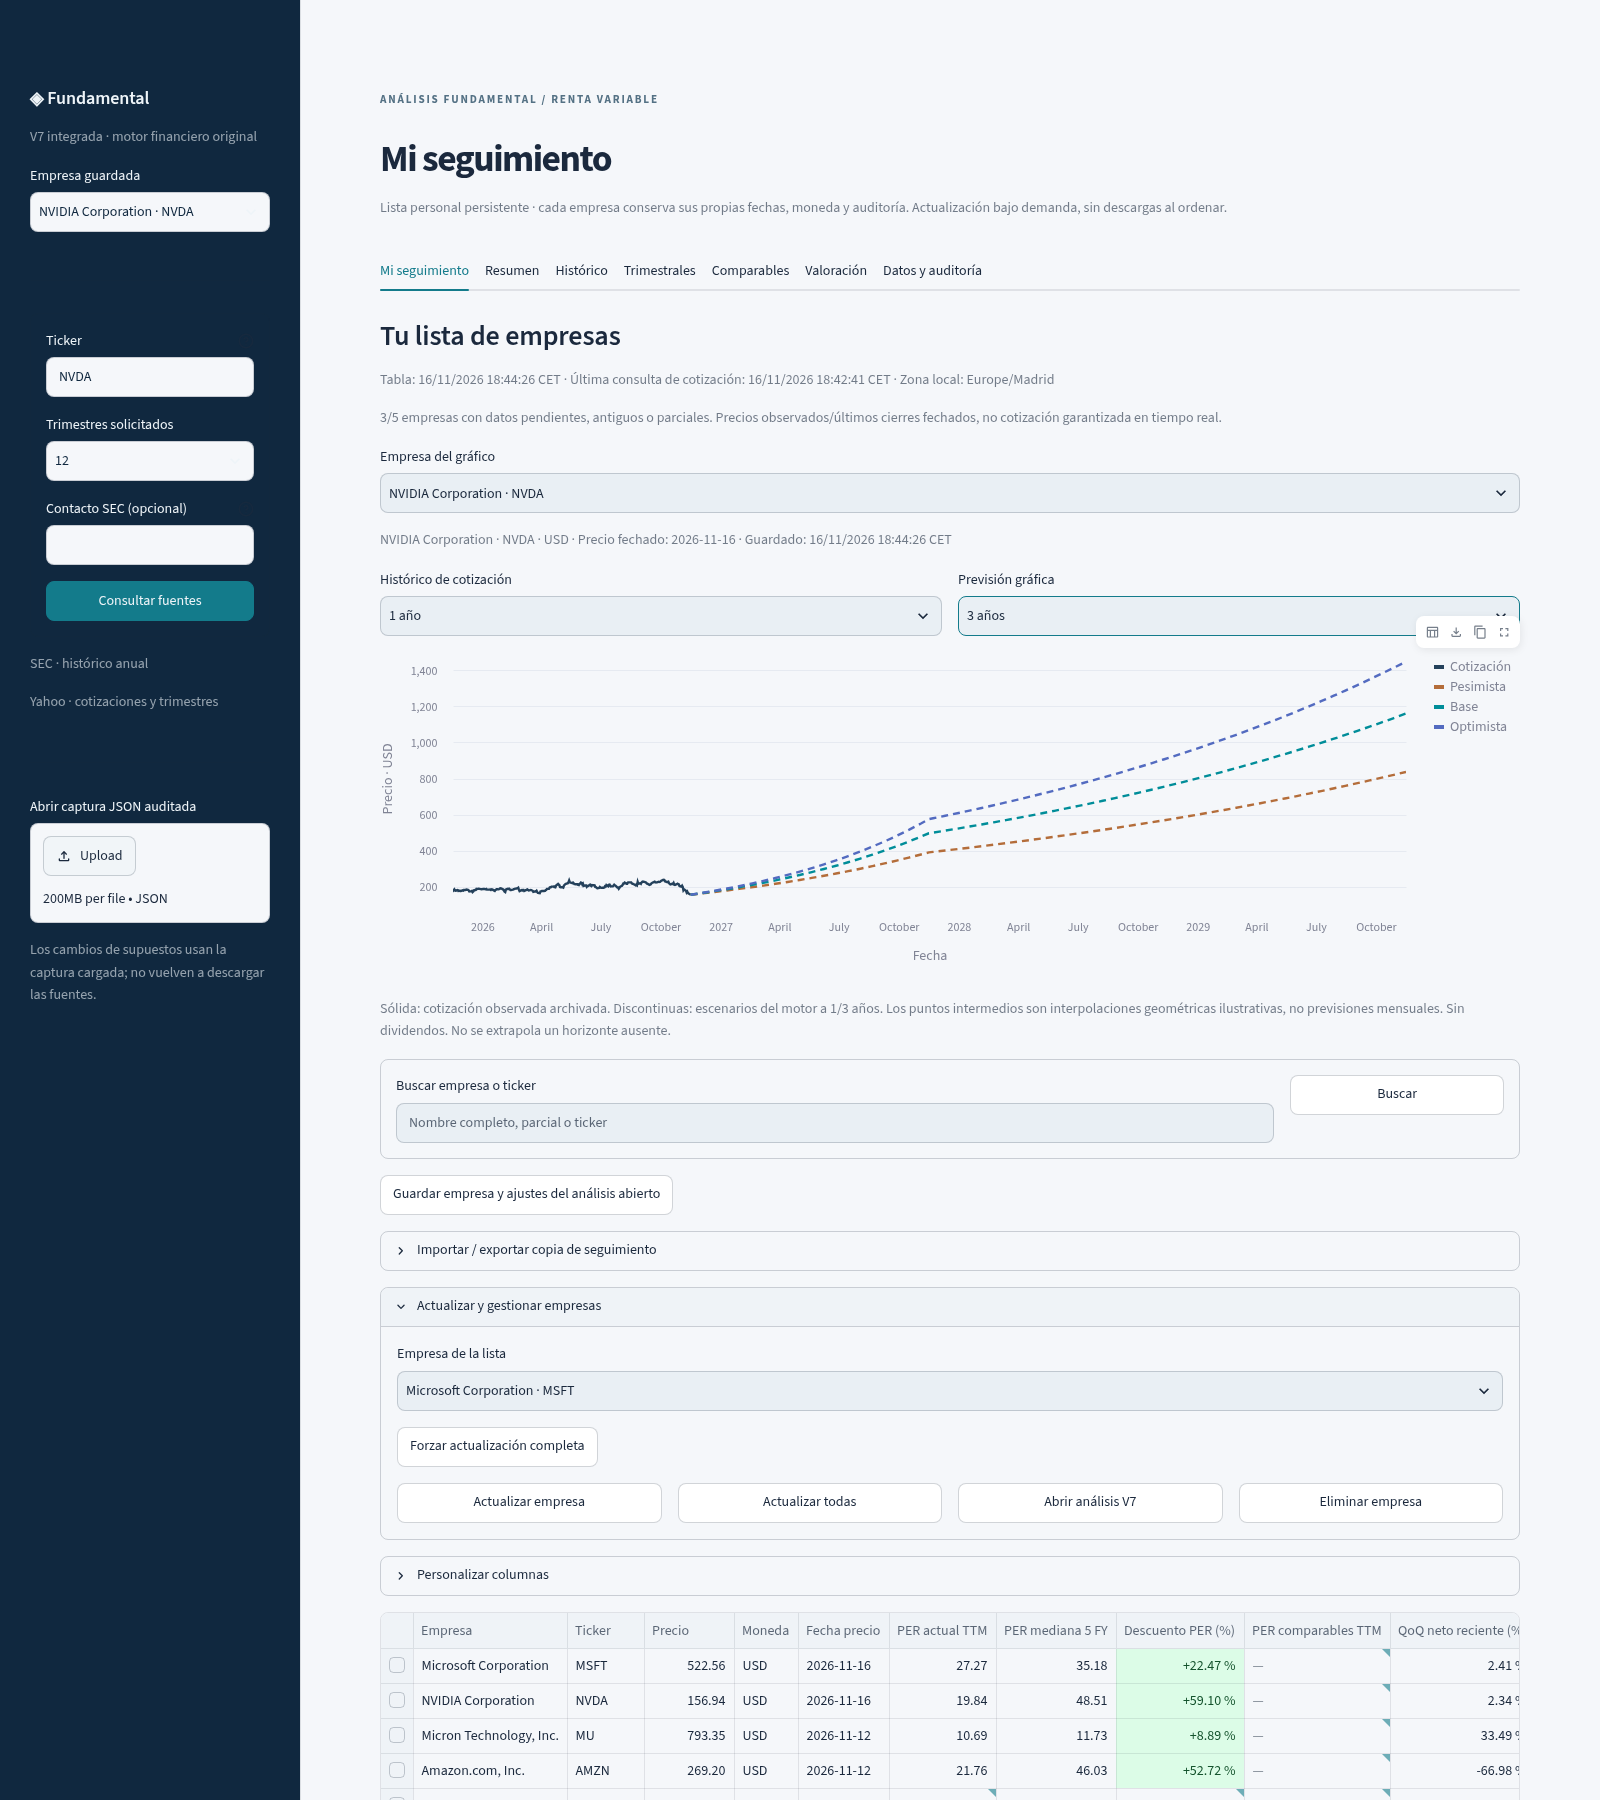 ◈ Fundamental
V7 integrada · motor financiero original
Empresa guardada
NVIDIA Corporation · NVDA
Ticker
NVDA
Trimestres solicitados
12
Contacto SEC (opcional)
Consultar fuentes
SEC · histórico anual
Yahoo · cotizaciones y trimestres
Abrir captura JSON auditada
Upload
200MB per file • JSON
Los cambios de supuestos usan la
captura cargada; no vuelven a descargar
las fuentes.
ANÁLISIS FUNDAMENTAL / RENTA VARIABLE
Mi seguimiento
Lista personal persistente · cada empresa conserva sus propias fechas, moneda y auditoría. Actualización bajo demanda, sin descargas al ordenar.
Mi seguimiento Resumen Histórico Trimestrales Comparables Valoración Datos y auditoría
Tu lista de empresas
Tabla: 16/11/2026 18:44:26 CET · Última consulta de cotización: 16/11/2026 18:42:41 CET · Zona local: Europe/Madrid
3/5 empresas con datos pendientes, antiguos o parciales. Precios observados/últimos cierres fechados, no cotización garantizada en tiempo real.
Empresa del gráfico
NVIDIA Corporation · NVDA
NVIDIA Corporation · NVDA · USD · Precio fechado: 2026-11-16 · Guardado: 16/11/2026 18:44:26 CET
Histórico de cotización Previsión gráfica
1 año 3 años
Cotización
Pesimista
Base
Optimista
Precio · USD
1,400
1,200
1,000
800
600
400
200
2026 April July October 2027 April July October 2028 April July October 2029 April July October
Fecha
Sólida: cotización observada archivada. Discontinuas: escenarios del motor a 1/3 años. Los puntos intermedios son interpolaciones geométricas ilustrativas, no previsiones mensuales. Sin
dividendos. No se extrapola un horizonte ausente.
Buscar empresa o ticker
Nombre completo, parcial o ticker
Buscar
Guardar empresa y ajustes del análisis abierto
Importar / exportar copia de seguimiento
Actualizar y gestionar empresas
Empresa de la lista
Microsoft Corporation · MSFT
Forzar actualización completa
Actualizar empresa Actualizar todas Abrir análisis V7 Eliminar empresa
Personalizar columnas
Empresa Ticker Precio Moneda Fecha precio PER actual TTM PER mediana 5 FY Descuento PER (%) PER comparables TTM QoQ neto reciente (%
Microsoft Corporation MSFT 522.56 USD 2026-11-16 27.27 35.18 +22.47 % — 2.41 %
NVIDIA Corporation NVDA 156.94 USD 2026-11-16 19.84 48.51 +59.10 % — 2.34 %
Micron Technology, Inc. MU 793.35 USD 2026-11-12 10.69 11.73 +8.89 % — 33.49 %
Amazon.com, Inc. AMZN 269.20 USD 2026-11-12 21.76 46.03 +52.72 % — -66.98 %